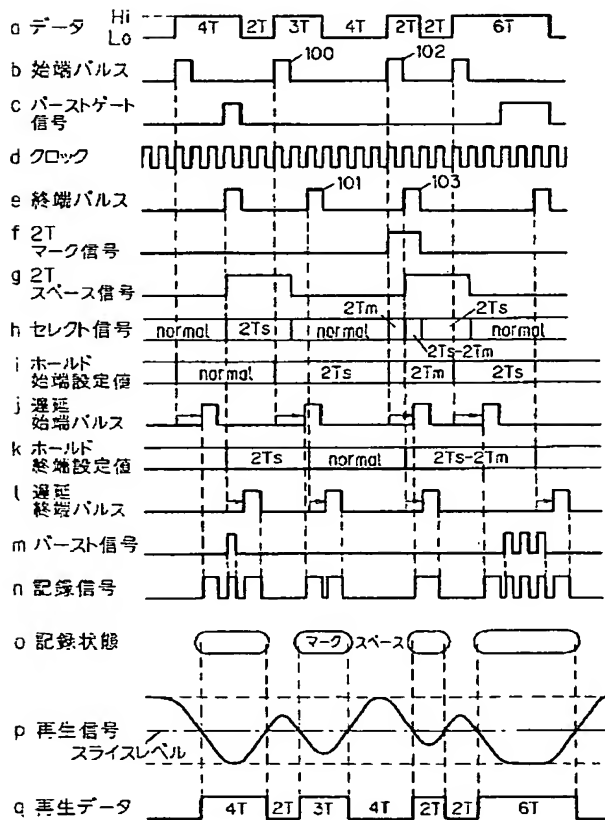 Hi
Lo
a データ 4T 2T 3T 4T 2T 2T 6T
b 始端パルス 100 102
c バーストゲート
信号
d クロック
e 終端パルス 101 103
f 2T
マーク信号
g 2T
スペース信号
2Tm 2Ts
h セレクト信号 normal 2Ts normal normal
2Ts-2Tm
i ホールド
始端設定値 normal 2Ts 2Tm 2Ts
j 遅延
始端パルス
k ホールド
終端設定値 2Ts normal 2Ts-2Tm
l 遅延
終端パルス
m バースト信号
n 記録信号
o 記録状態 マーク スペース
p 再生信号
スライスレベル
q 再生データ 4T 2T 3T 4T 2T 2T 6T